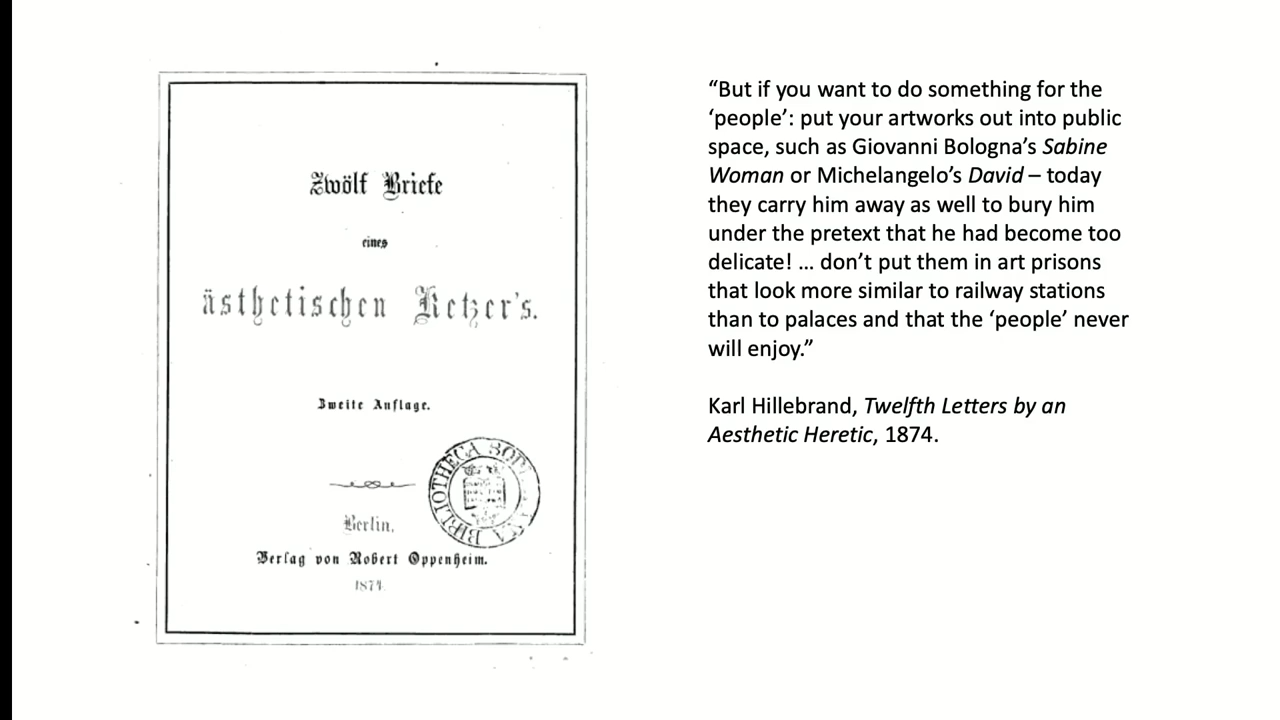 Zwölf Briefe
eines
ästhetischen Ketzer's.
Zweite Auflage.
BIBLIOTHECA
Berlin,
Verlag von Robert Oppenheim.
1874.
“But if you want to do something for the
‘people’: put your artworks out into public
space, such as Giovanni Bologna’s Sabine
Woman or Michelangelo’s David – today
they carry him away as well to bury him
under the pretext that he had become too
delicate! ... don’t put them in art prisons
that look more similar to railway stations
than to palaces and that the ‘people’ never
will enjoy.”
Karl Hillebrand, Twelfth Letters by an
Aesthetic Heretic, 1874.